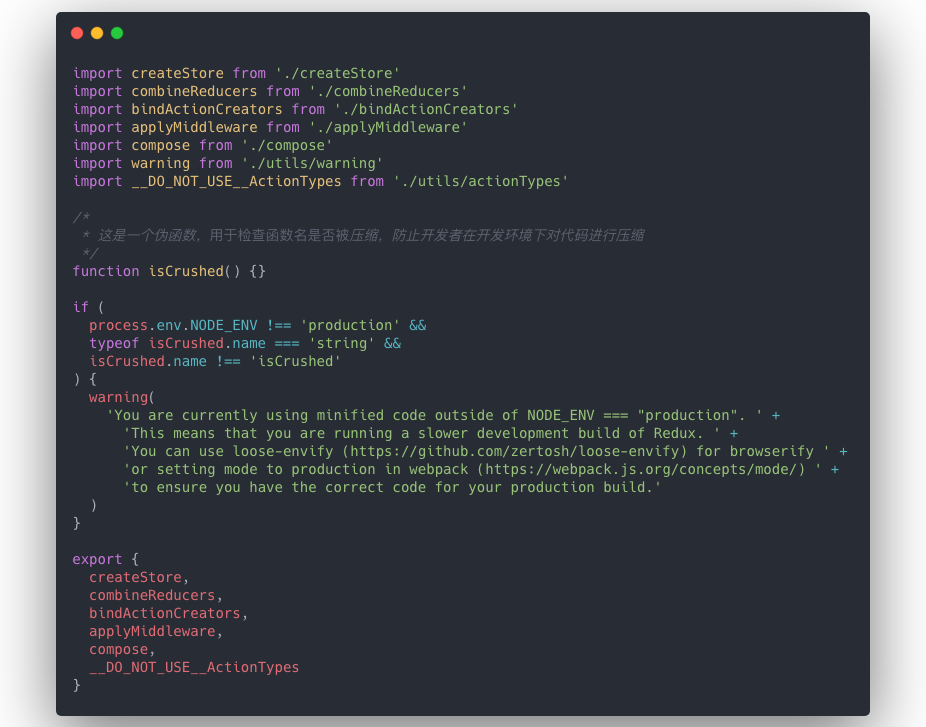 import createStore from './createStore'
import combineReducers from './combineReducers'
import bindActionCreators from './bindActionCreators'
import applyMiddleware from './applyMiddleware'
import compose from './compose'
import warning from './utils/warning'
import __DO_NOT_USE__ActionTypes from './utils/actionTypes'

/*
 * 这是一个伪函数，用于检查函数名是否被压缩，防止开发者在开发环境下对代码进行压缩
 */
function isCrushed() {}

if (
  process.env.NODE_ENV !== 'production' &&
  typeof isCrushed.name === 'string' &&
  isCrushed.name !== 'isCrushed'
) {
  warning(
    'You are currently using minified code outside of NODE_ENV === "production". ' +
      'This means that you are running a slower development build of Redux. ' +
      'You can use loose-envify (https://github.com/zertosh/loose-envify) for browserify ' +
      'or setting mode to production in webpack (https://webpack.js.org/concepts/mode/) ' +
      'to ensure you have the correct code for your production build.'
  )
}

export {
  createStore,
  combineReducers,
  bindActionCreators,
  applyMiddleware,
  compose,
  __DO_NOT_USE__ActionTypes
}